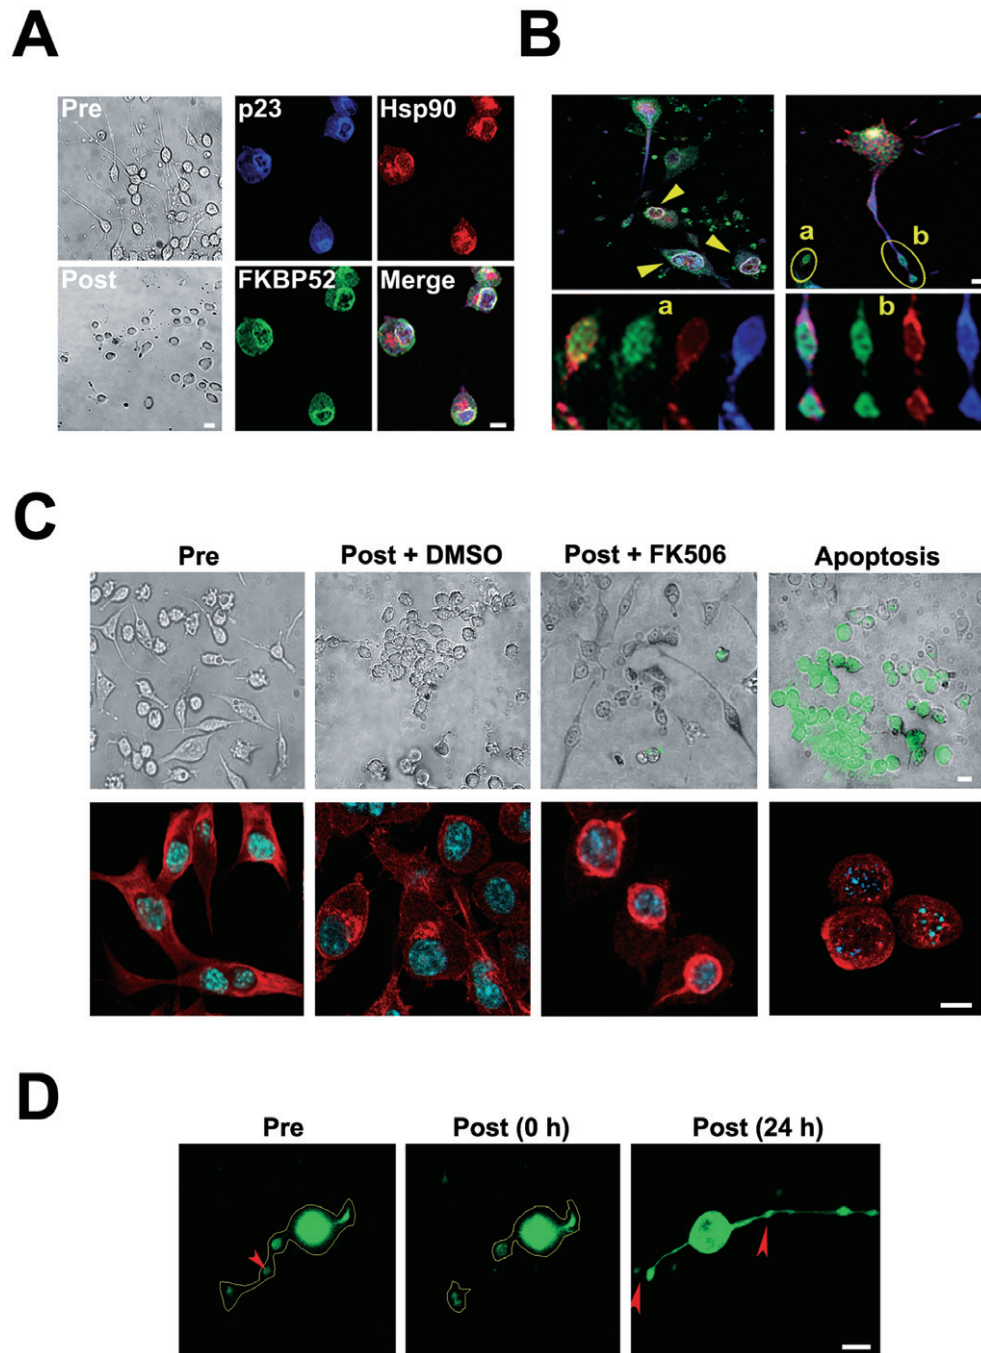 A
B
Pre
p23
Hsp90
Post
FKBP52
Merge
a
b
a
b
C
Pre
Post + DMSO
Post + FK506
Apoptosis
D
Pre
Post (0 h)
Post (24 h)